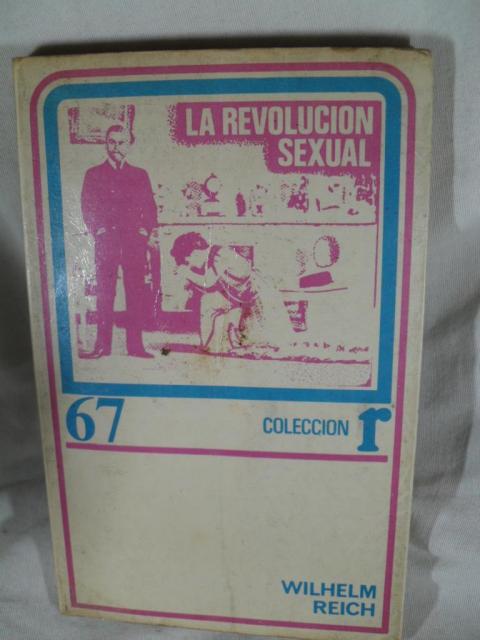 LA REVOLUCION
SEXUAL
67
COLECCION r
WILHELM
REICH